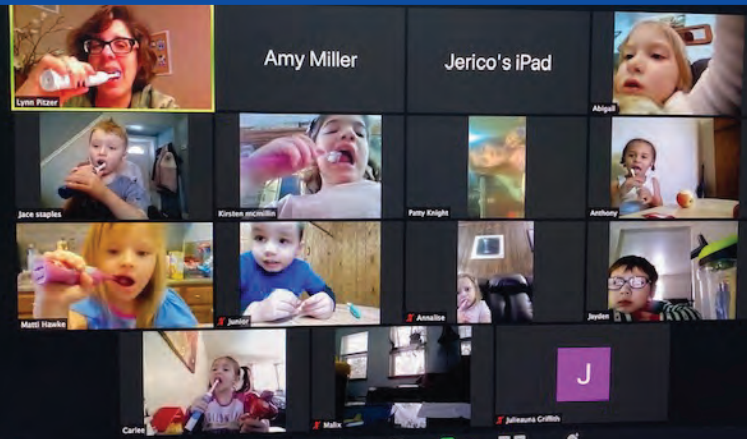 Amy Miller
Jerico's iPad
Lynn Pitzer
Abigail
Jace staples
Kirsten mcmillin
Patty Knight
Anthony
Matti Hawke
Junior
Annalise
Jayden
Carlee
Malix
J
Julieauna Griffith